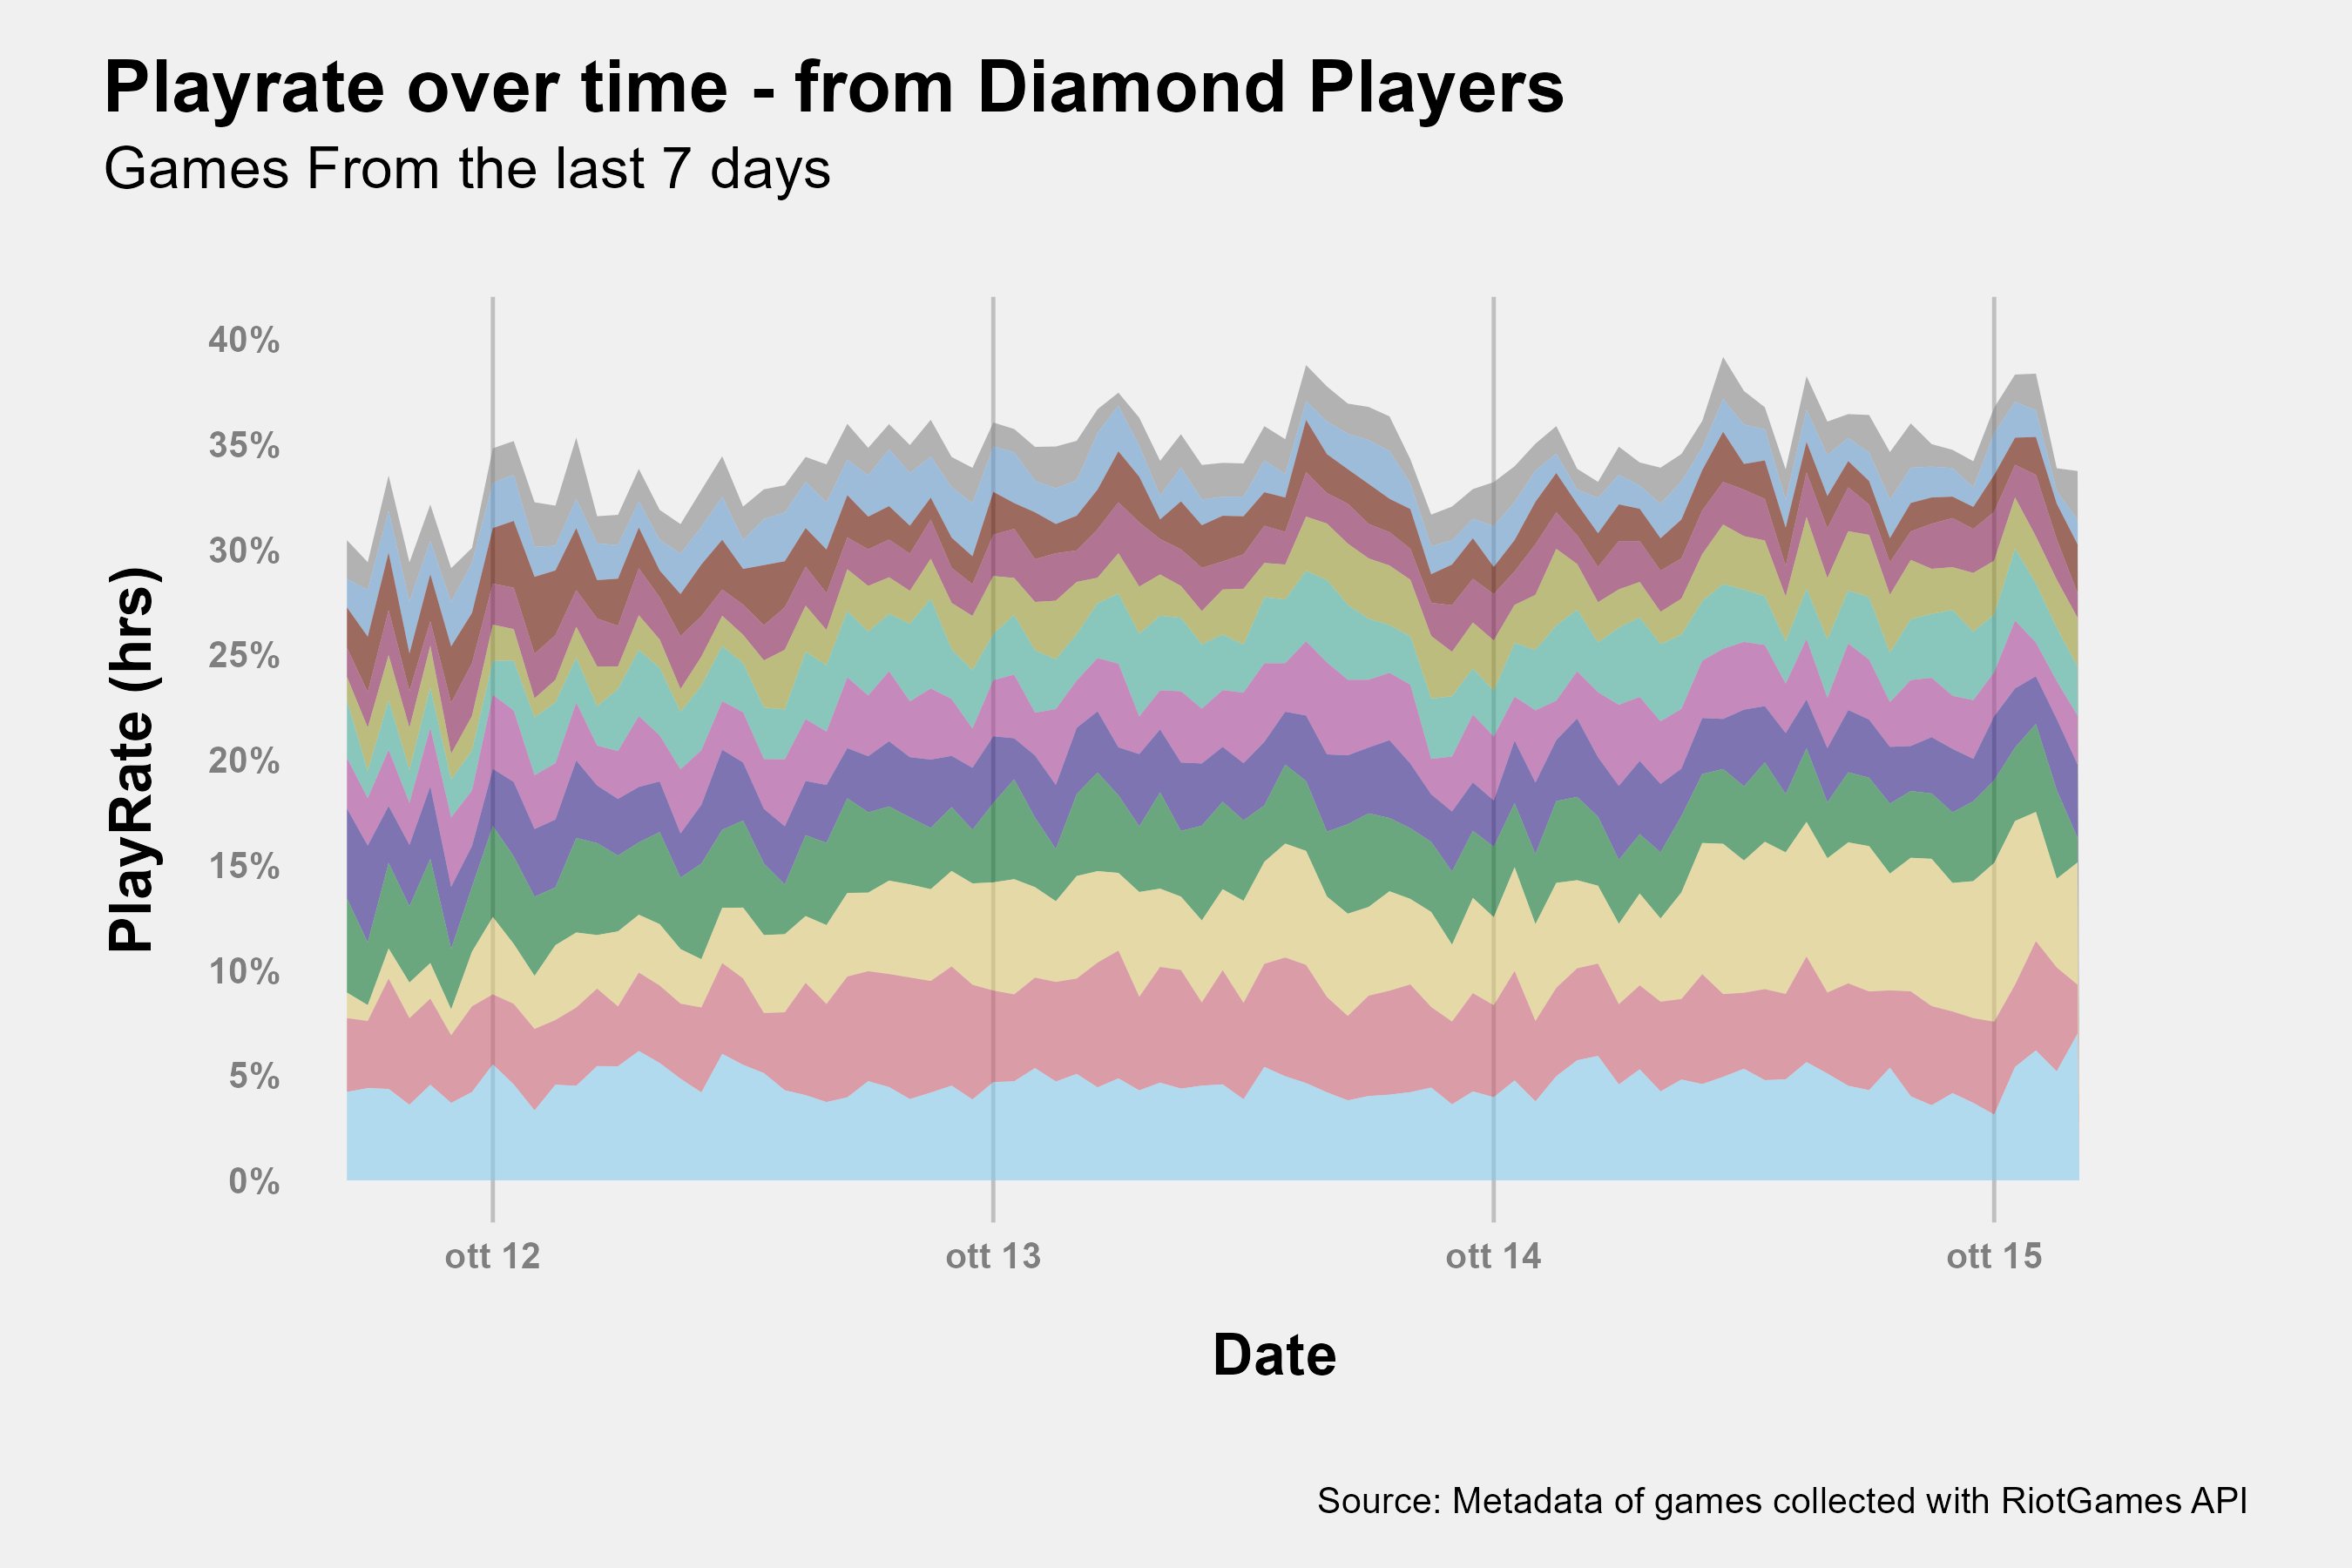 Playrate over time - from Diamond Players
Games From the last 7 days
PlayRate (hrs)
40%
35%
30%
25%
20%
15%
10%
5%
0%
ott 12
ott 13
ott 14
ott 15
Date
Source: Metadata of games collected with RiotGames API